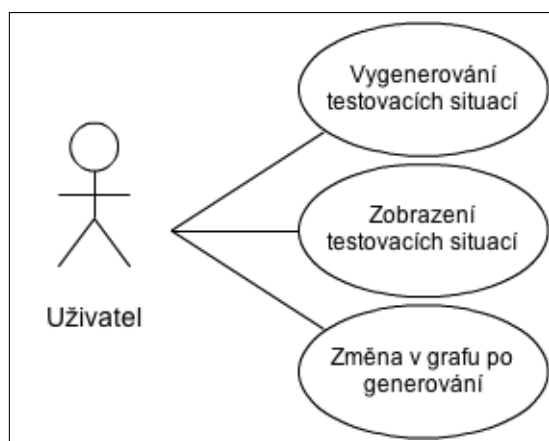 Vygenerování
testovacích situací
Zobrazení
testovacích situací
Uživatel
Změna v grafu po
generování